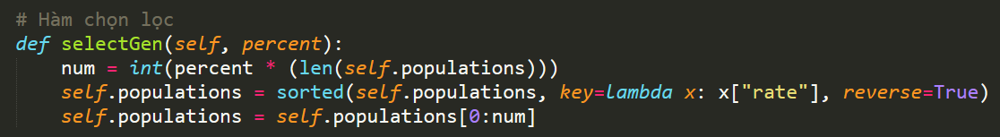 # Hàm chọn lọc
def selectGen(self, percent):
    num = int(percent * (len(self.populations)))
    self.populations = sorted(self.populations, key=lambda x: x["rate"], reverse=True)
    self.populations = self.populations[0:num]